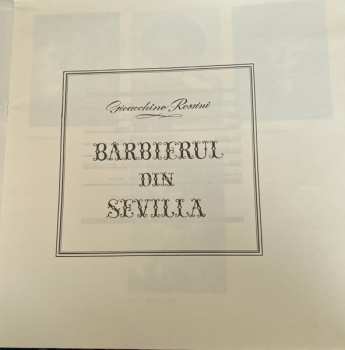 Gioacchino Rossini
BARBIERUL
DIN
SEVILLA